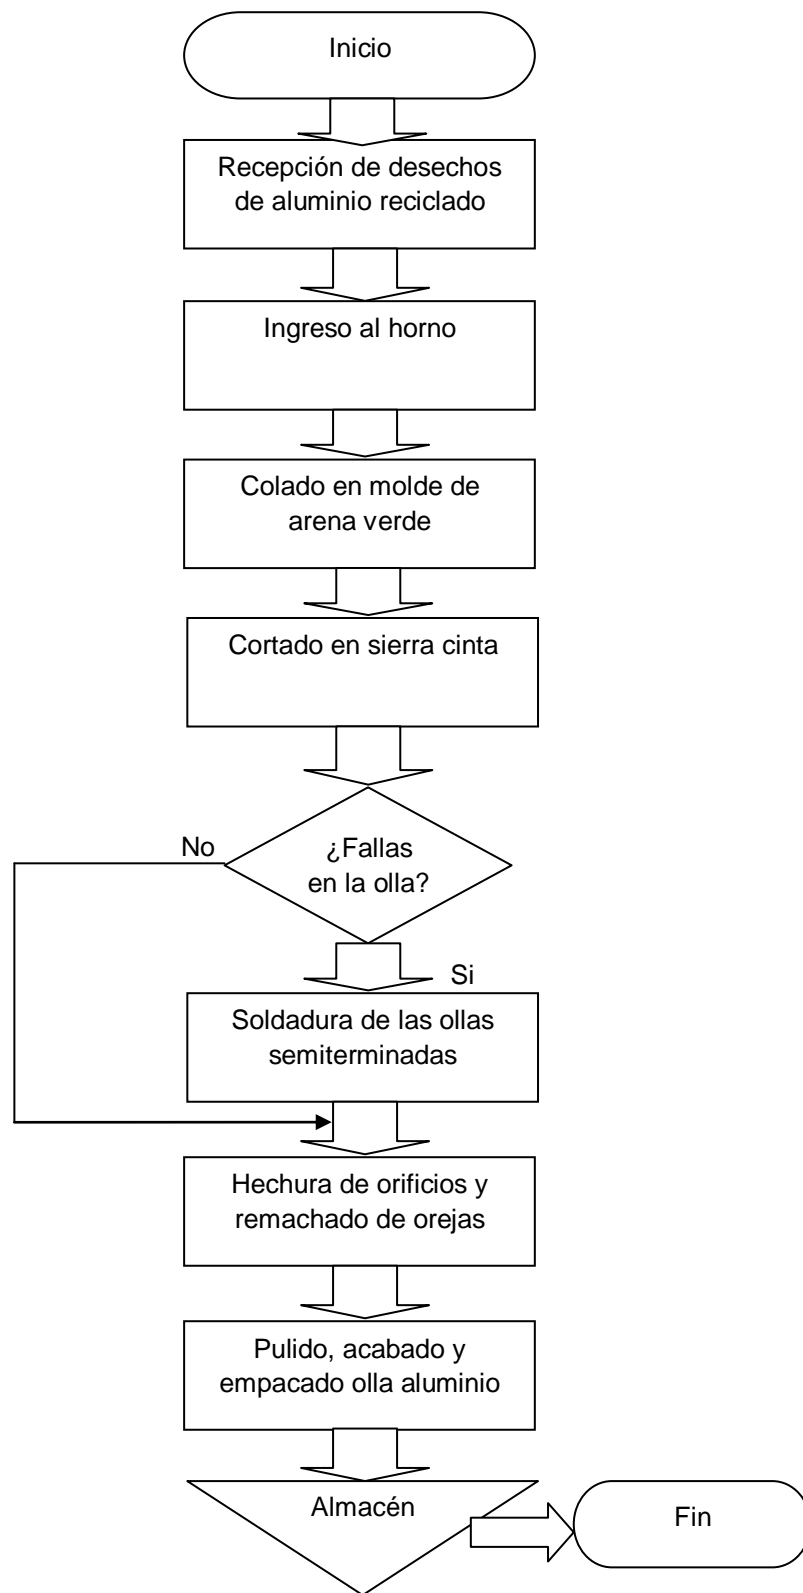 Inicio
Recepción de desechos
de aluminio reciclado
Ingreso al horno
Colado en molde de
arena verde
Cortado en sierra cinta
No
¿Fallas
en la olla?
Si
Soldadura de las ollas
semiterminadas
Hechura de orificios y
remachado de orejas
Pulido, acabado y
empacado olla aluminio
Almacén
Fin